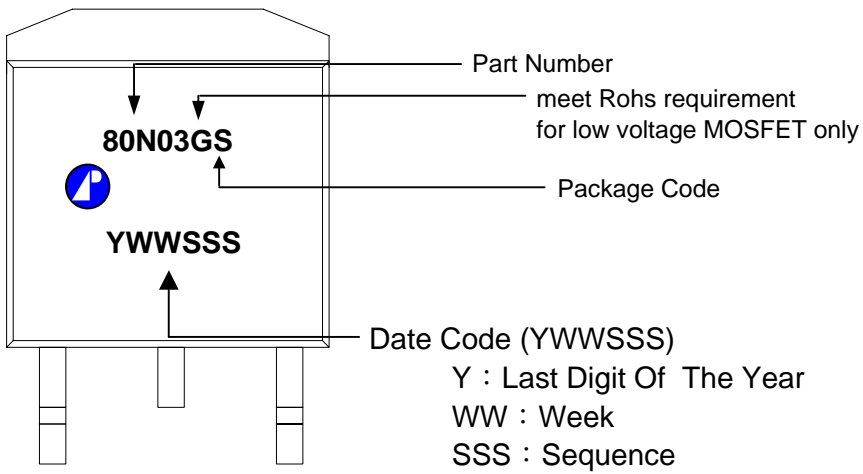 Part Number
meet Rohs requirement
for low voltage MOSFET only
80N03GS
Package Code
YWWSSS
Date Code (YWWSSS)
Y：Last Digit Of The Year
WW：Week
SSS：Sequence